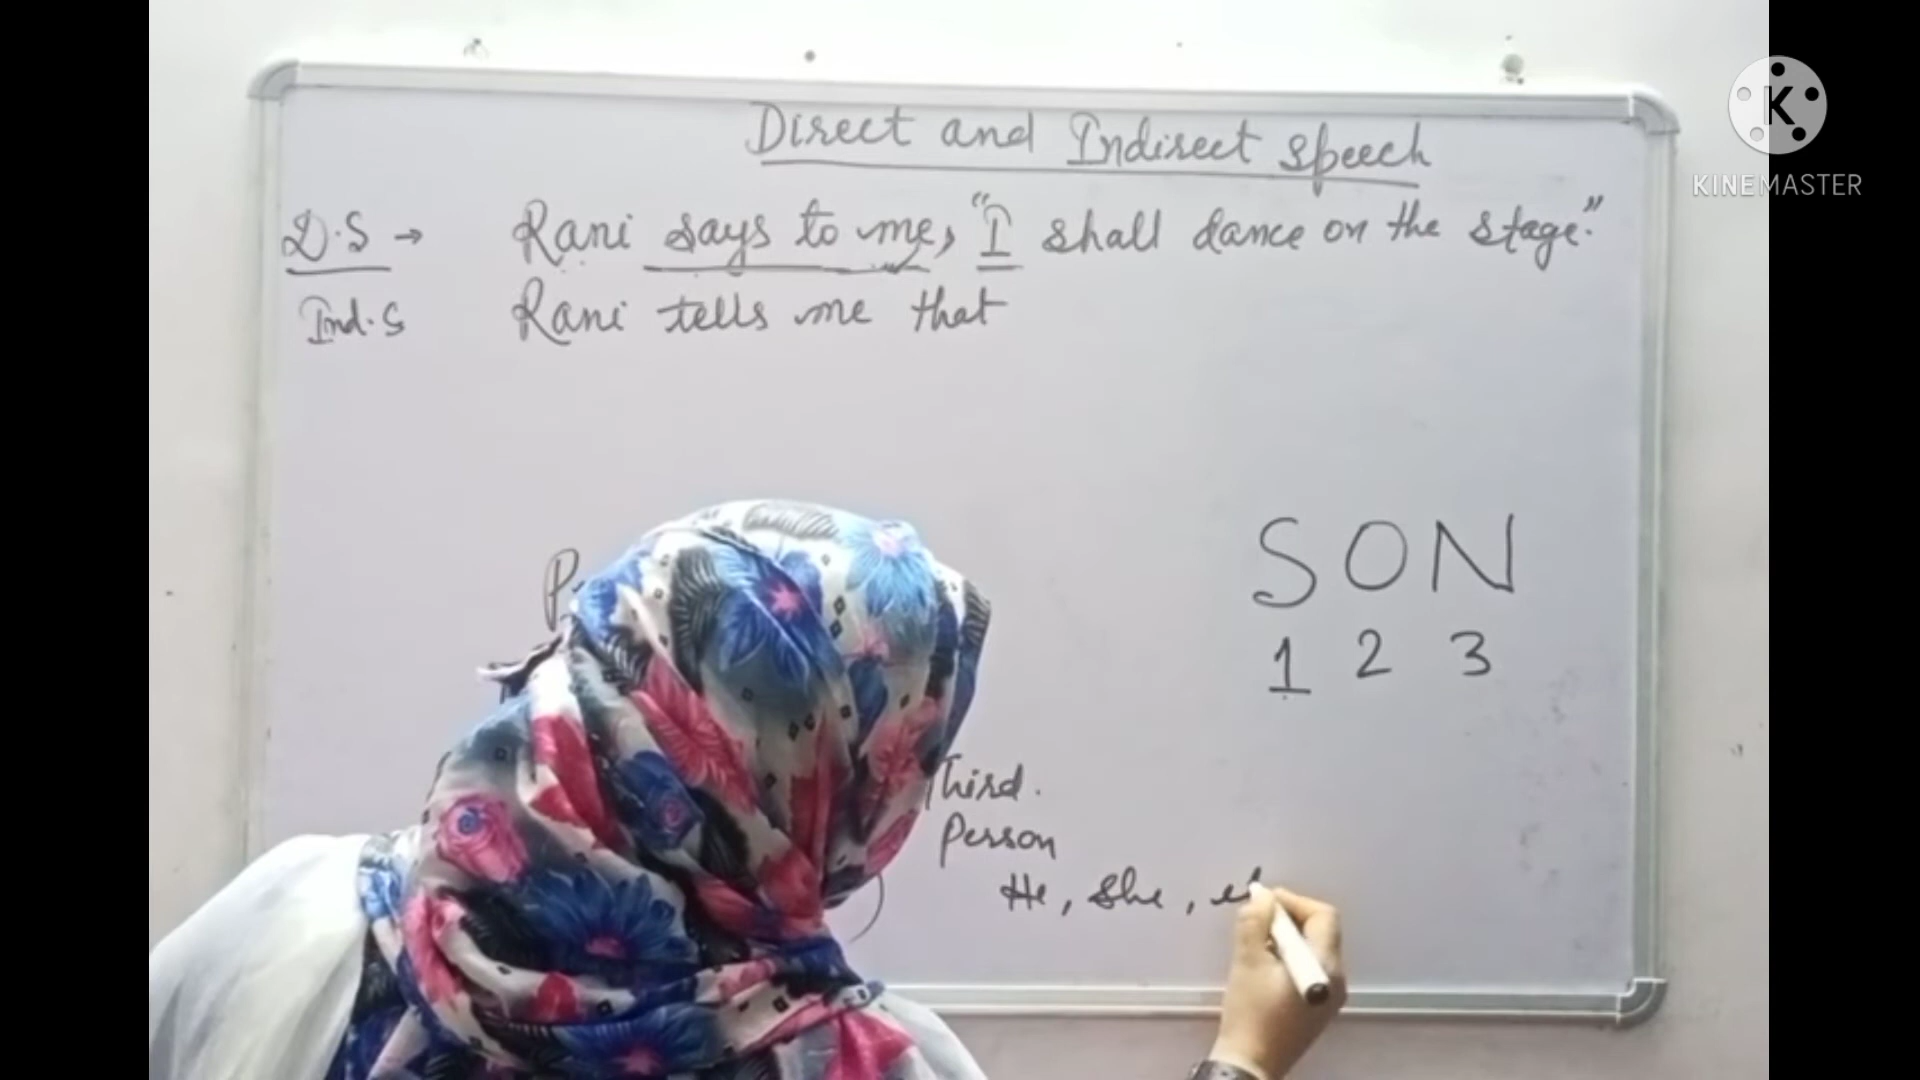 Direct and Indirect speech
D.S → Rani says to me, "I shall dance on the stage."
Ind.S Rani tells me that
SON
1 2 3
Third.
Person
He, she,
KINEMASTER